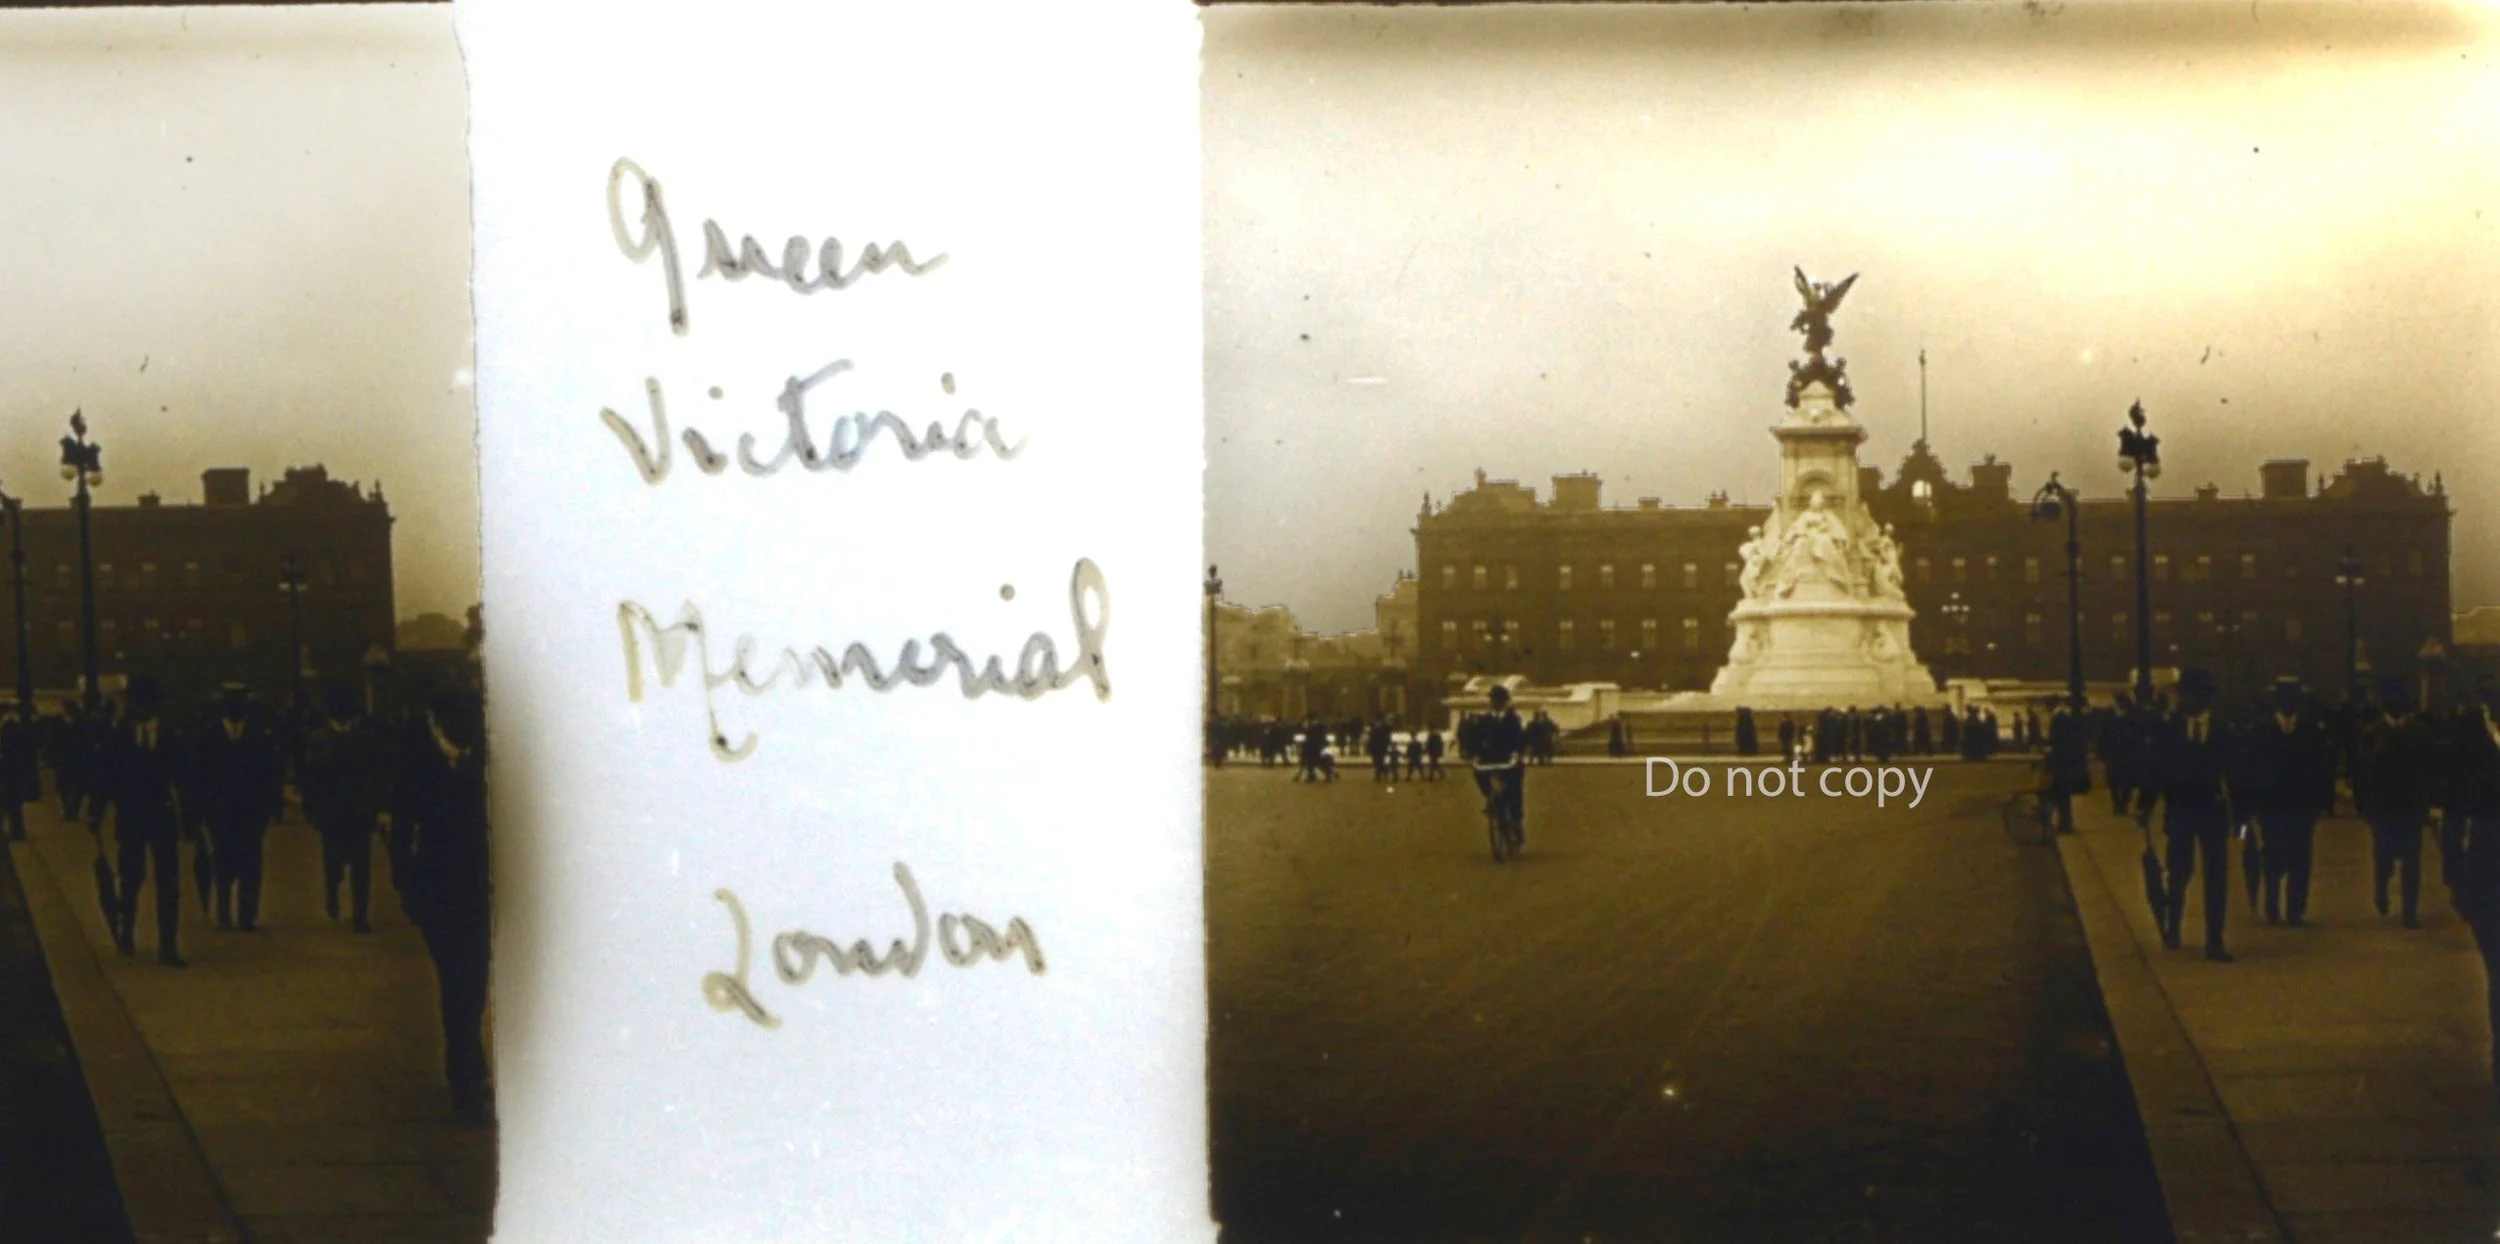 Queen
Victoria
Memorial
London
Do not copy